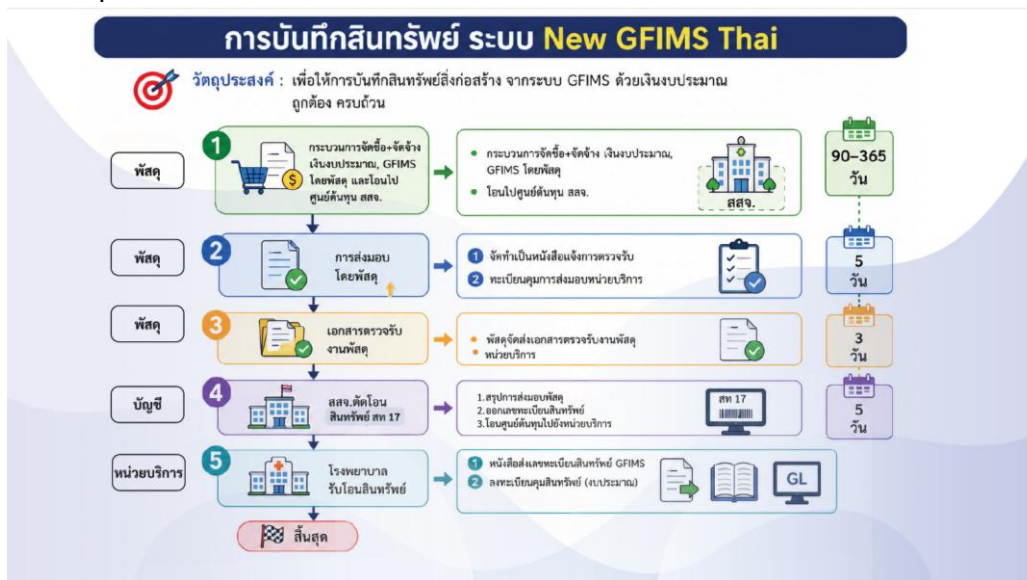 การบันทึกสินทรัพย์ ระบบ New GFIMS Thai
วัตถุประสงค์ : เพื่อให้การบันทึกสินทรัพย์สิ่งก่อสร้าง จากระบบ GFIMS ด้วยเงินงบประมาณ
ถูกต้อง ครบถ้วน
พัสดุ
1
กระบวนการจัดซื้อ+จัดจ้าง
เงินงบประมาณ, GFIMS
โดยพัสดุ และโอนไป
ศูนย์ต้นทุน สสจ.
$
• กระบวนการจัดซื้อ+จัดจ้าง เงินงบประมาณ,
GFIMS โดยพัสดุ
• โอนไปศูนย์ต้นทุน สสจ.
สสจ.
90–365
วัน
พัสดุ
2
การส่งมอบ
โดยพัสดุ
1 จัดทำเป็นหนังสือแจ้งการตรวจรับ
2 ทะเบียนคุมการส่งมอบหน่วยบริการ
5
วัน
พัสดุ
3
เอกสารตรวจรับ
งานพัสดุ
• พัสดุจัดส่งเอกสารตรวจรับงานพัสดุ
• หน่วยบริการ
3
วัน
บัญชี
4
สสจ.ตัดโอน
สินทรัพย์ สท 17
1.สรุปการส่งมอบพัสดุ
2.ออกเลขทะเบียนสินทรัพย์
3.โอนศูนย์ต้นทุนไปยังหน่วยบริการ
สท 17
5
วัน
หน่วยบริการ
5
โรงพยาบาล
รับโอนสินทรัพย์
1 หนังสือส่งเลขทะเบียนสินทรัพย์ GFIMS
2 ลงทะเบียนคุมสินทรัพย์ (งบประมาณ)
GL
สิ้นสุด